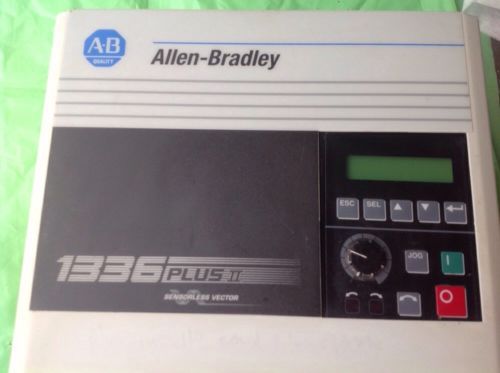 A-B
QUALITY
Allen-Bradley
ESC SEL
JOG
1336 PLUS II
SENSORLESS VECTOR